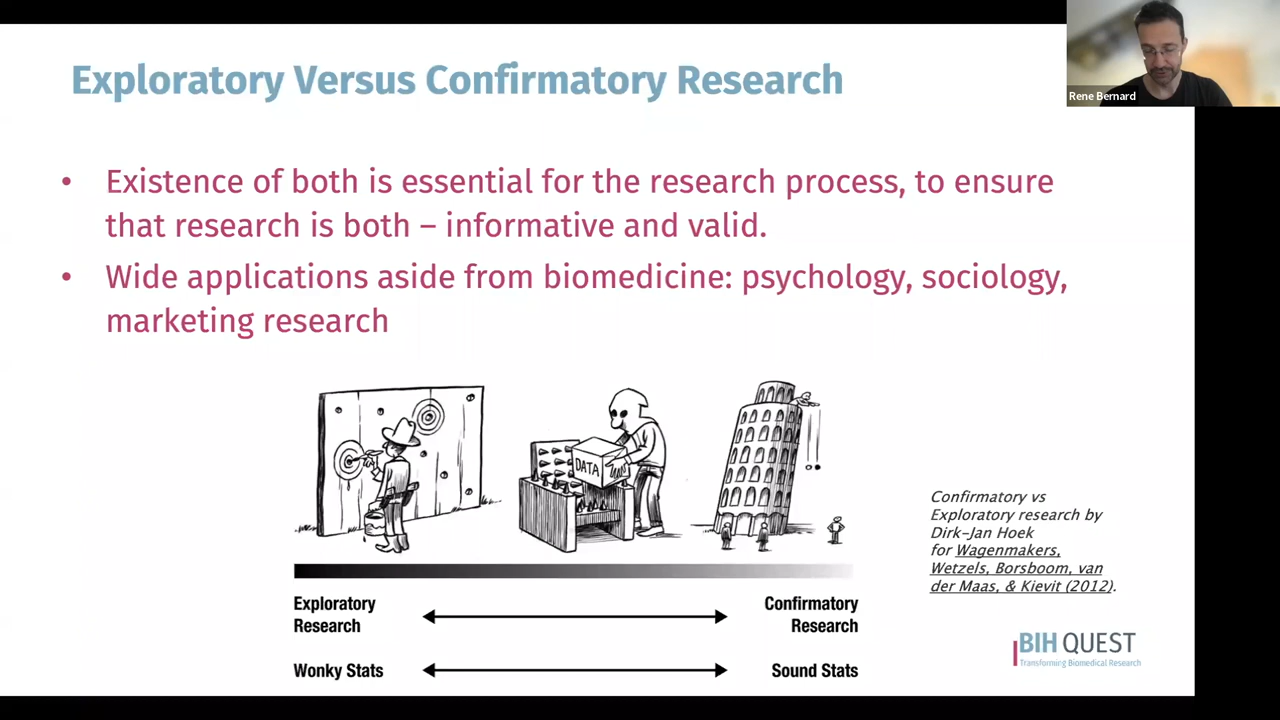 Exploratory Versus Confirmatory Research
Rene Bernard
• Existence of both is essential for the research process, to ensure
that research is both – informative and valid.
• Wide applications aside from biomedicine: psychology, sociology,
marketing research
DATA
Confirmatory vs
Exploratory research by
Dirk-Jan Hoek
for Wagenmakers,
Wetzels, Borsboom, van
der Maas, & Kievit (2012).
Exploratory
Research
Confirmatory
Research
Wonky Stats
Sound Stats
BIH QUEST
Transforming Biomedical Research